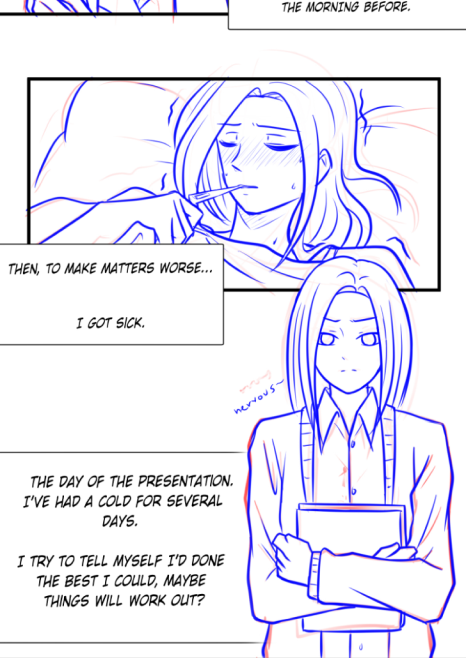 THE MORNING BEFORE.
THEN, TO MAKE MATTERS WORSE...
I GOT SICK.
nervous~
THE DAY OF THE PRESENTATION.
I'VE HAD A COLD FOR SEVERAL
DAYS.
I TRY TO TELL MYSELF I'D DONE
THE BEST I COULD, MAYBE
THINGS WILL WORK OUT?